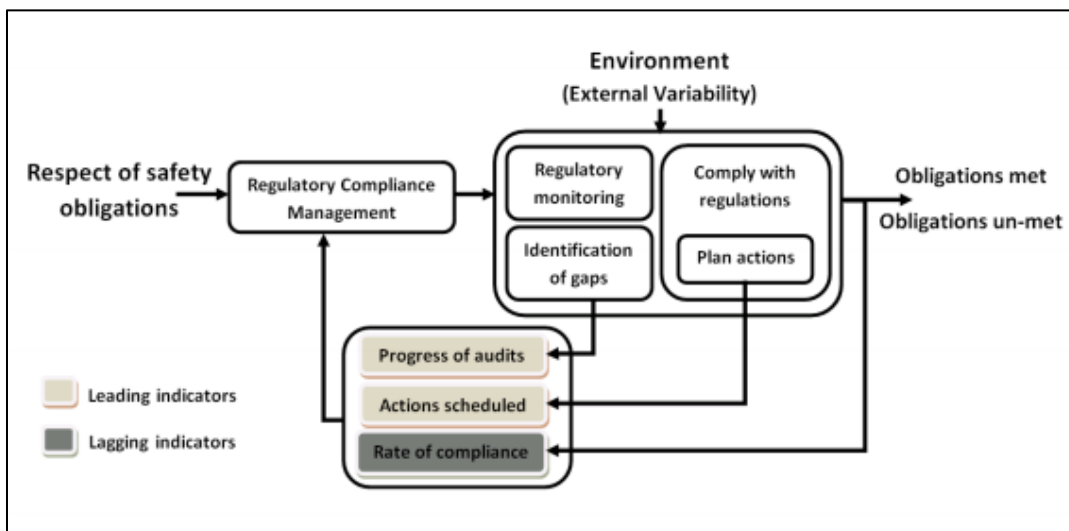 Environment
(External Variability)
Respect of safety
obligations
Regulatory Compliance
Management
Regulatory
monitoring
Identification
of gaps
Comply with
regulations
Plan actions
Obligations met
Obligations un-met
Progress of audits
Actions scheduled
Rate of compliance
Leading indicators
Lagging indicators